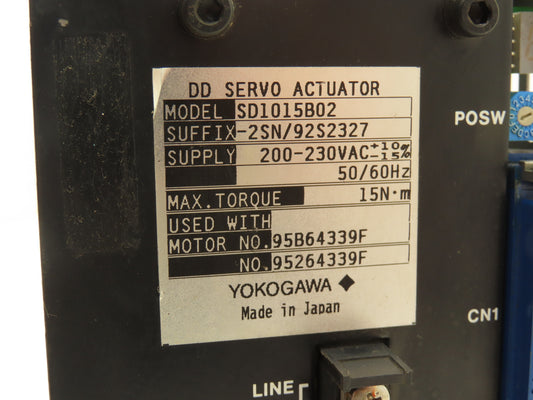 DD SERVO ACTUATOR
MODEL SD1015B02
SUFFIX -2SN/92S2327
SUPPLY 200-230VAC +10 -15%
50/60Hz
MAX.TORQUE 15N·m
USED WITH
MOTOR NO. 95B64339F
NO. 95264339F
YOKOGAWA
Made in Japan
POSW
CN1
LINE